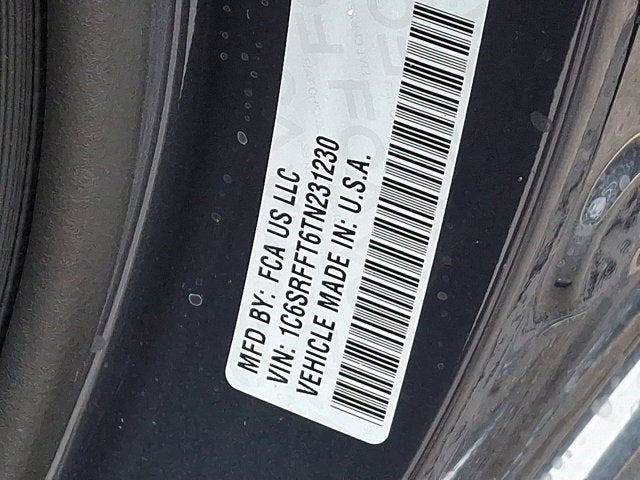 MFD BY: FCA US LLC
VIN: 1C6SRFFT6TN231230
VEHICLE MADE IN: U.S.A.